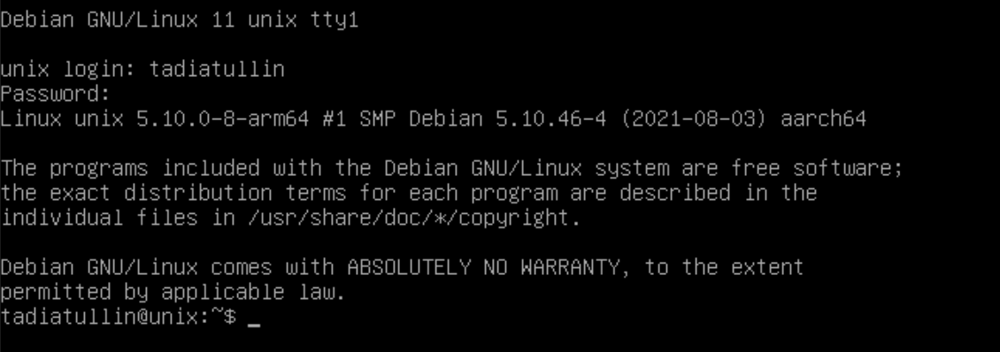 Debian GNU/Linux 11 unix tty1
unix login: tadiatullin
Password:
Linux unix 5.10.0-8-arm64 #1 SMP Debian 5.10.46-4 (2021-08-03) aarch64
The programs included with the Debian GNU/Linux system are free software;
the exact distribution terms for each program are described in the
individual files in /usr/share/doc/*/copyright.
Debian GNU/Linux comes with ABSOLUTELY NO WARRANTY, to the extent
permitted by applicable law.
tadiatullin@unix:~$ _